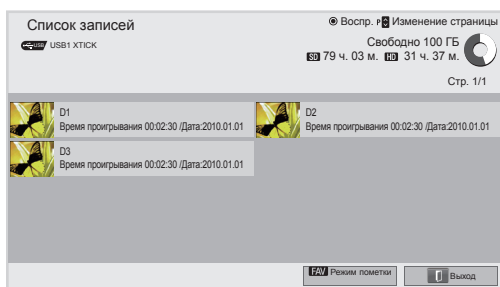 Список записей
◉ Воспр. P Изменение страницы
USB USB1 XTICK
Свободно 100 ГБ
SD 79 ч. 03 м. HD 31 ч. 37 м.
Стр. 1/1
D1
Время проигрывания 00:02:30 /Дата:2010.01.01
D2
Время проигрывания 00:02:30 /Дата:2010.01.01
D3
Время проигрывания 00:02:30 /Дата:2010.01.01
FAV Режим пометки
Выход